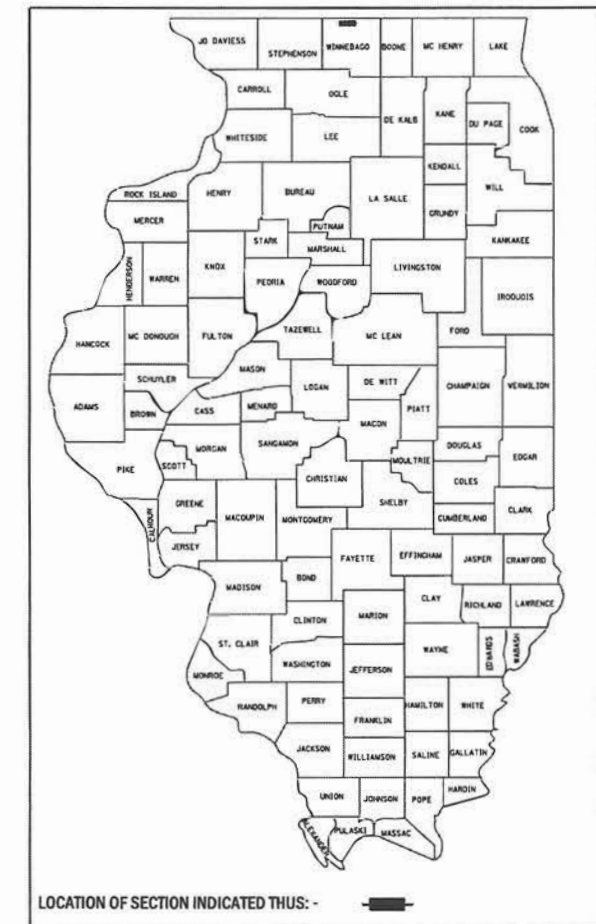 JO DAVIESS
STEPHENSON
WINNEBAGO
BOONE
MC HENRY
LAKE
CARROLL
OGLE
DE KALB
KANE
DU PAGE
COOK
WHITESIDE
LEE
KENDALL
WILL
ROCK ISLAND
HENRY
BUREAU
LA SALLE
GRUNDY
MERCER
PUTNAM
STARK
MARSHALL
KANKAKEE
HENDERSON
WARREN
KNOX
PEORIA
WOODFORD
LIVINGSTON
IROQUOIS
HANCOCK
MC DONOUGH
FULTON
TAZEWELL
MC LEAN
FORD
SCHUYLER
MASON
LOGAN
DE WITT
CHAMPAIGN
VERMILION
ADAMS
BROWN
CASS
MENARD
PIATT
MACON
MORGAN
SANGAMON
DOUGLAS
EDGAR
PIKE
SCOTT
CHRISTIAN
MOULTRIE
COLES
CALHOUN
GREENE
MACOUPIN
MONTGOMERY
SHELBY
CUMBERLAND
CLARK
JERSEY
FAYETTE
EFFINGHAM
JASPER
CRAWFORD
MADISON
BOND
CLAY
RICHLAND
LAWRENCE
CLINTON
MARION
ST. CLAIR
WAYNE
EDWARDS
WABASH
MONROE
WASHINGTON
JEFFERSON
RANDOLPH
PERRY
HAMILTON
WHITE
FRANKLIN
JACKSON
WILLIAMSON
SALINE
GALLATIN
UNION
JOHNSON
POPE
HARDIN
ALEXANDER
PULASKI
MASSAC
LOCATION OF SECTION INDICATED THUS: -